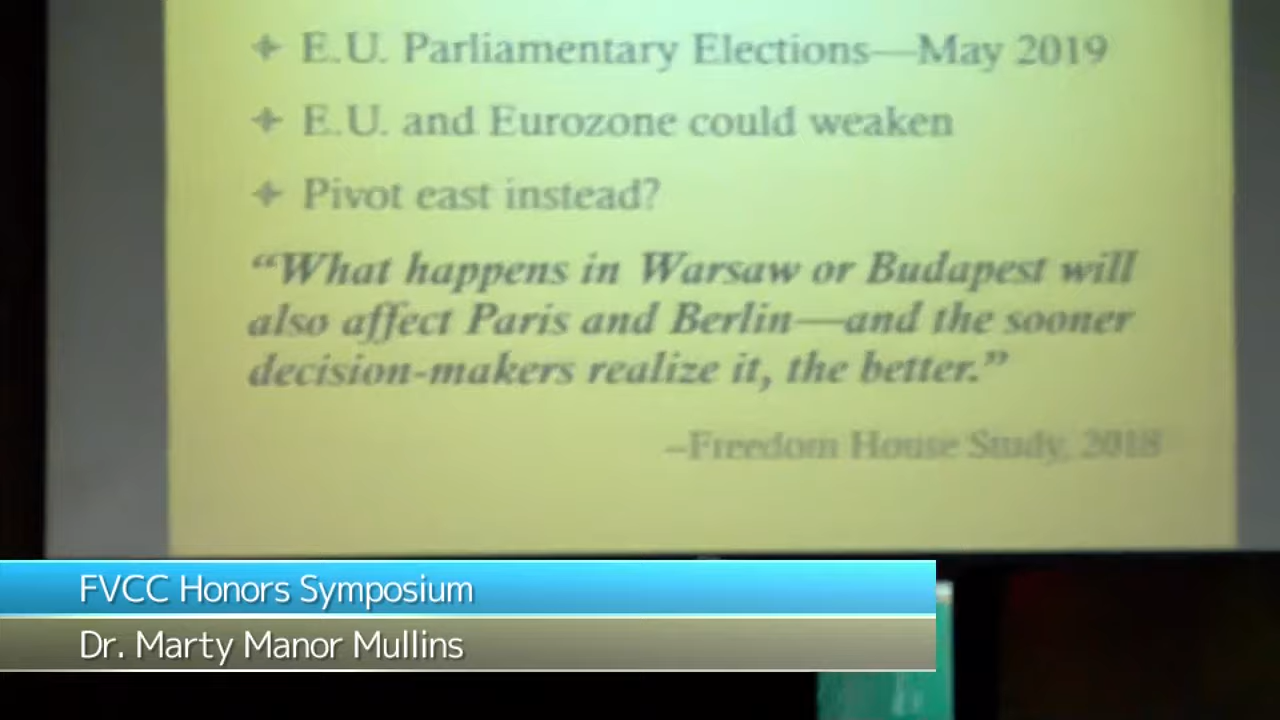 ✦ E.U. Parliamentary Elections—May 2019
✦ E.U. and Eurozone could weaken
✦ Pivot east instead?
“What happens in Warsaw or Budapest will
also affect Paris and Berlin—and the sooner
decision-makers realize it, the better.”
–Freedom House Study, 2018
FVCC Honors Symposium
Dr. Marty Manor Mullins